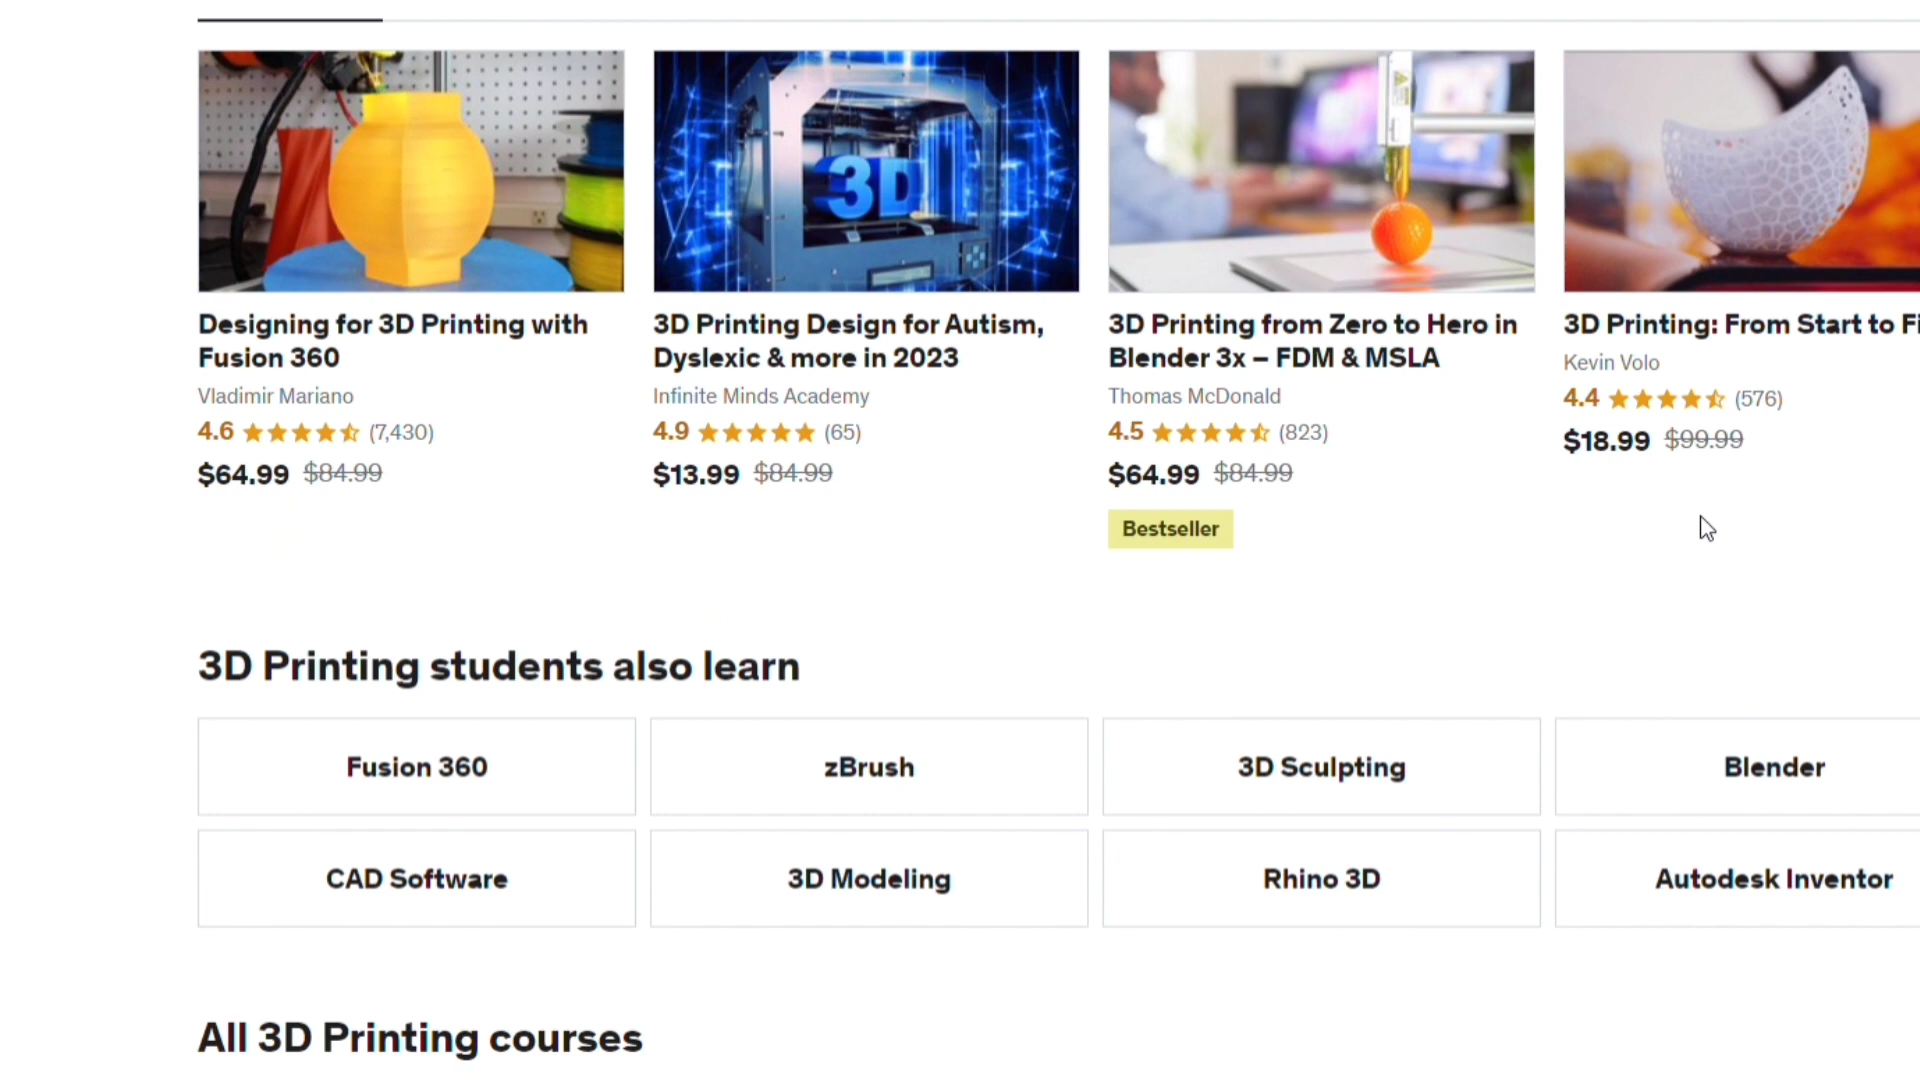 3D
Designing for 3D Printing with
Fusion 360
Vladimir Mariano
4.6 (7,430)
$64.99 $84.99
3D Printing Design for Autism,
Dyslexic & more in 2023
Infinite Minds Academy
4.9 (65)
$13.99 $84.99
3D Printing from Zero to Hero in
Blender 3x – FDM & MSLA
Thomas McDonald
4.5 (823)
$64.99 $84.99
Bestseller
3D Printing: From Start to Fi
Kevin Volo
4.4 (576)
$18.99 $99.99
3D Printing students also learn
Fusion 360
zBrush
3D Sculpting
Blender
CAD Software
3D Modeling
Rhino 3D
Autodesk Inventor
All 3D Printing courses